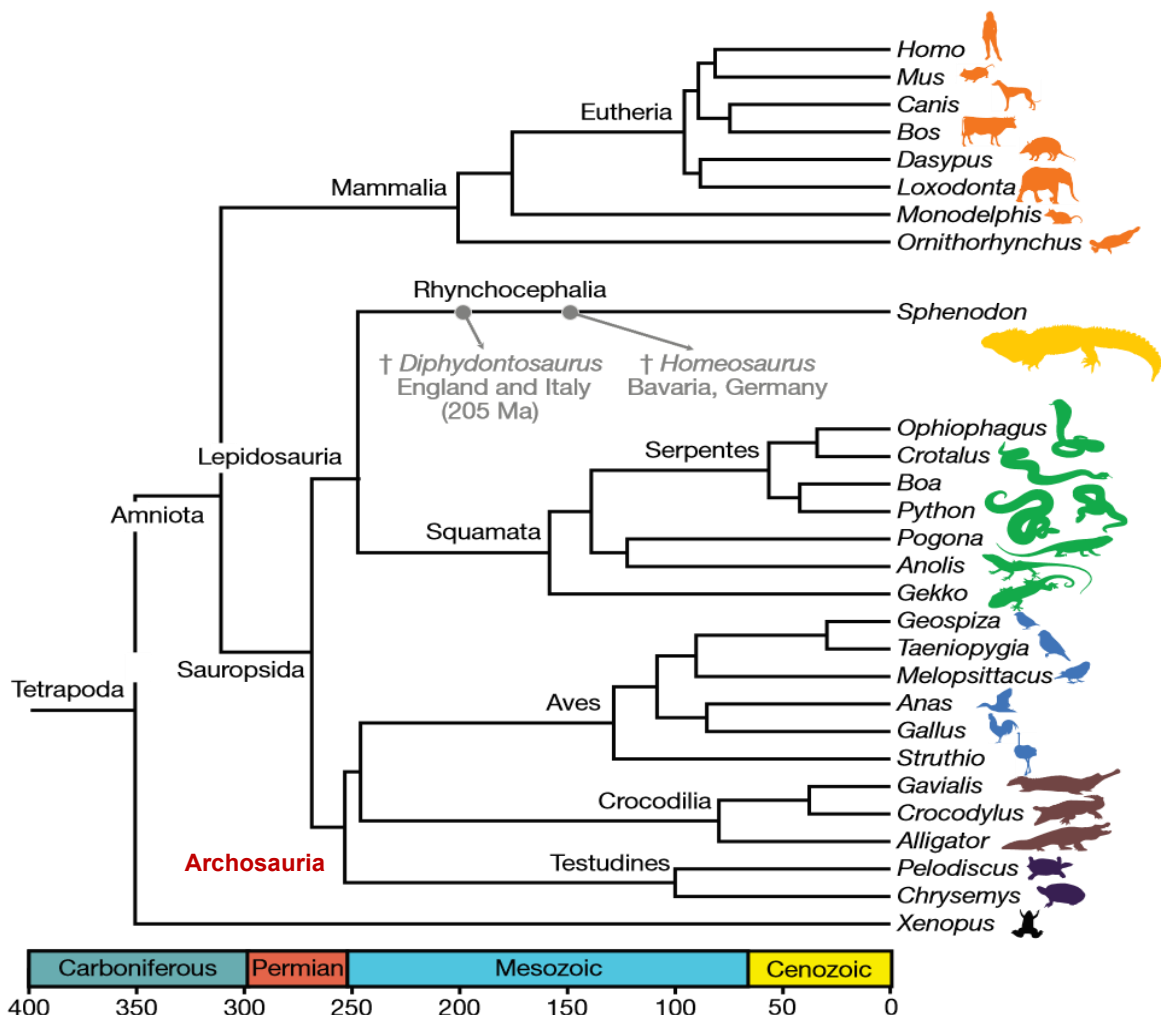 Homo
Mus
Canis
Eutheria
Bos
Dasypus
Mammalia
Loxodonta
Monodelphis
Ornithorhynchus
Rhynchocephalia
Sphenodon
† Diphydontosaurus
England and Italy
(205 Ma)
† Homeosaurus
Bavaria, Germany
Ophiophagus
Lepidosauria
Serpentes
Crotalus
Boa
Amniota
Python
Squamata
Pogona
Anolis
Gekko
Geospiza
Sauropsida
Taeniopygia
Tetrapoda
Melopsittacus
Aves
Anas
Gallus
Struthio
Gavialis
Crocodilia
Crocodylus
Alligator
Archosauria
Testudines
Pelodiscus
Chrysemys
Xenopus
Carboniferous Permian Mesozoic Cenozoic
400 350 300 250 200 150 100 50 0